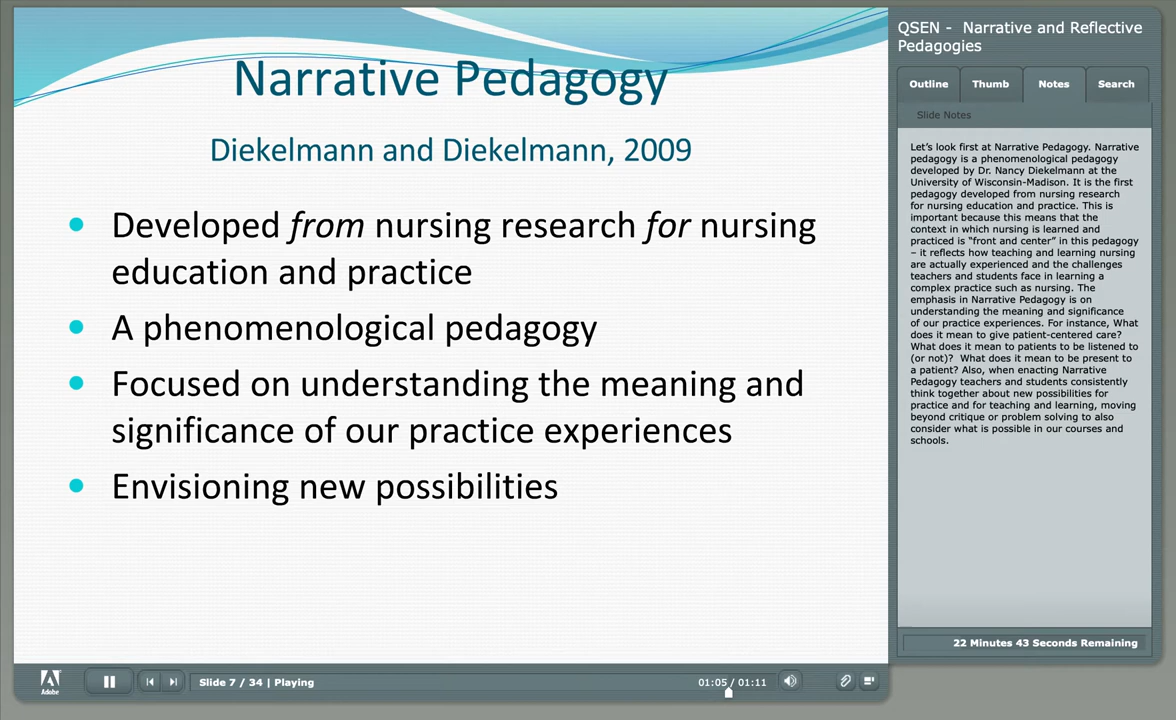 Narrative Pedagogy
Diekelmann and Diekelmann, 2009
Developed from nursing research for nursing
education and practice
A phenomenological pedagogy
Focused on understanding the meaning and
significance of our practice experiences
Envisioning new possibilities
QSEN - Narrative and Reflective
Pedagogies
Outline Thumb Notes Search
Slide Notes
Let's look first at Narrative Pedagogy. Narrative
pedagogy is a phenomenological pedagogy
developed by Dr. Nancy Diekelmann at the
University of Wisconsin-Madison. It is the first
pedagogy developed from nursing research
for nursing education and practice. This is
important because this means that the
context in which nursing is learned and
practiced is “front and center” in this pedagogy
– it reflects how teaching and learning nursing
are actually experienced and the challenges
teachers and students face in learning a
complex practice such as nursing. The
emphasis in Narrative Pedagogy is on
understanding the meaning and significance
of our practice experiences. For instance, What
does it mean to give patient-centered care?
What does it mean to patients to be listened to
(or not)? What does it mean to be present to
a patient? Also, when enacting Narrative
Pedagogy teachers and students consistently
think together about new possibilities for
practice and for teaching and learning, moving
beyond critique or problem solving to also
consider what is possible in our courses and
schools.
22 Minutes 43 Seconds Remaining
Adobe
Slide 7 / 34 | Playing
01:05 / 01:11